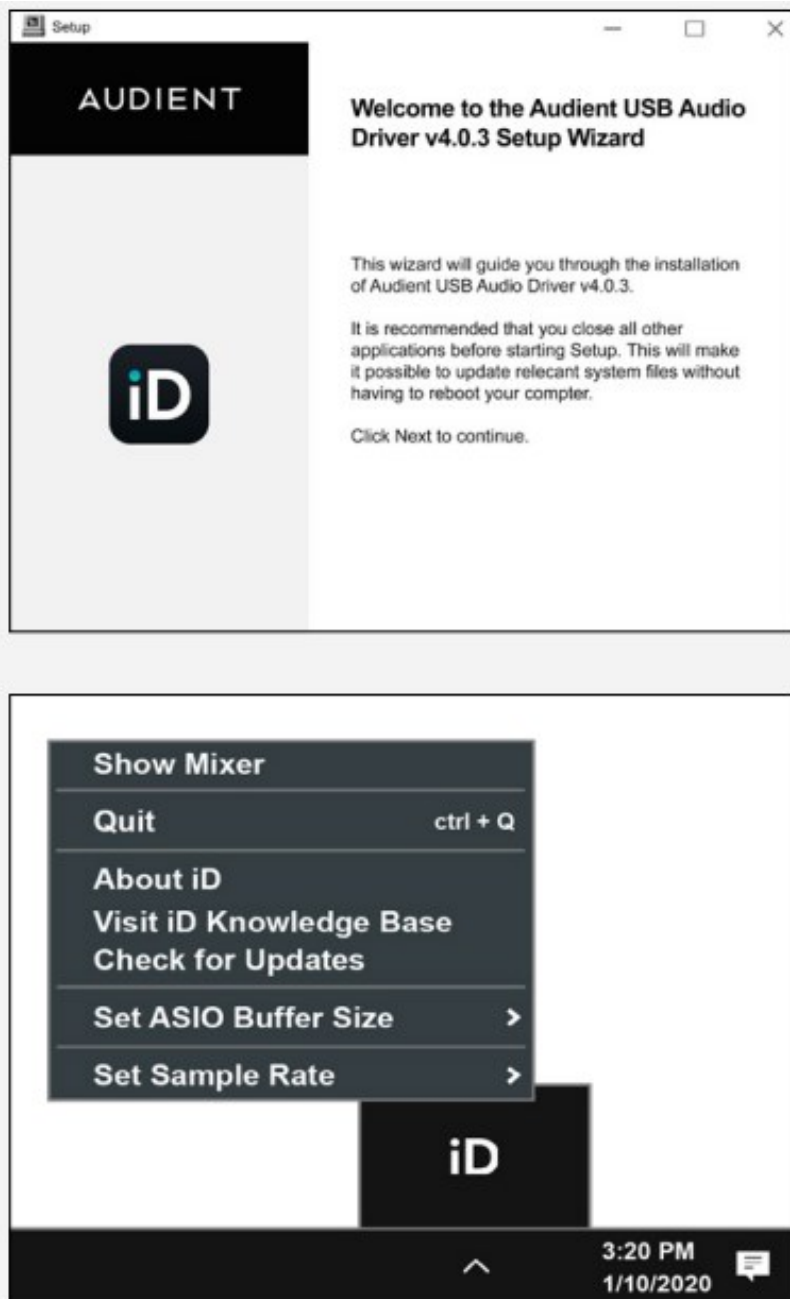 Setup
AUDIENT
Welcome to the Audient USB Audio
Driver v4.0.3 Setup Wizard
This wizard will guide you through the installation
of Audient USB Audio Driver v4.0.3.
It is recommended that you close all other
applications before starting Setup. This will make
it possible to update relecant system files without
having to reboot your compter.
Click Next to continue.
iD
Show Mixer
Quit ctrl + Q
About iD
Visit iD Knowledge Base
Check for Updates
Set ASIO Buffer Size >
Set Sample Rate >
iD
3:20 PM
1/10/2020